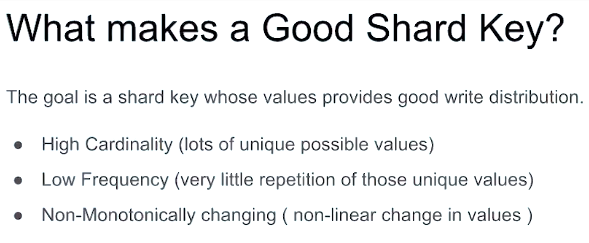 What makes a Good Shard Key?
The goal is a shard key whose values provides good write distribution.
● High Cardinality (lots of unique possible values)
● Low Frequency (very little repetition of those unique values)
● Non-Monotonically changing ( non-linear change in values )